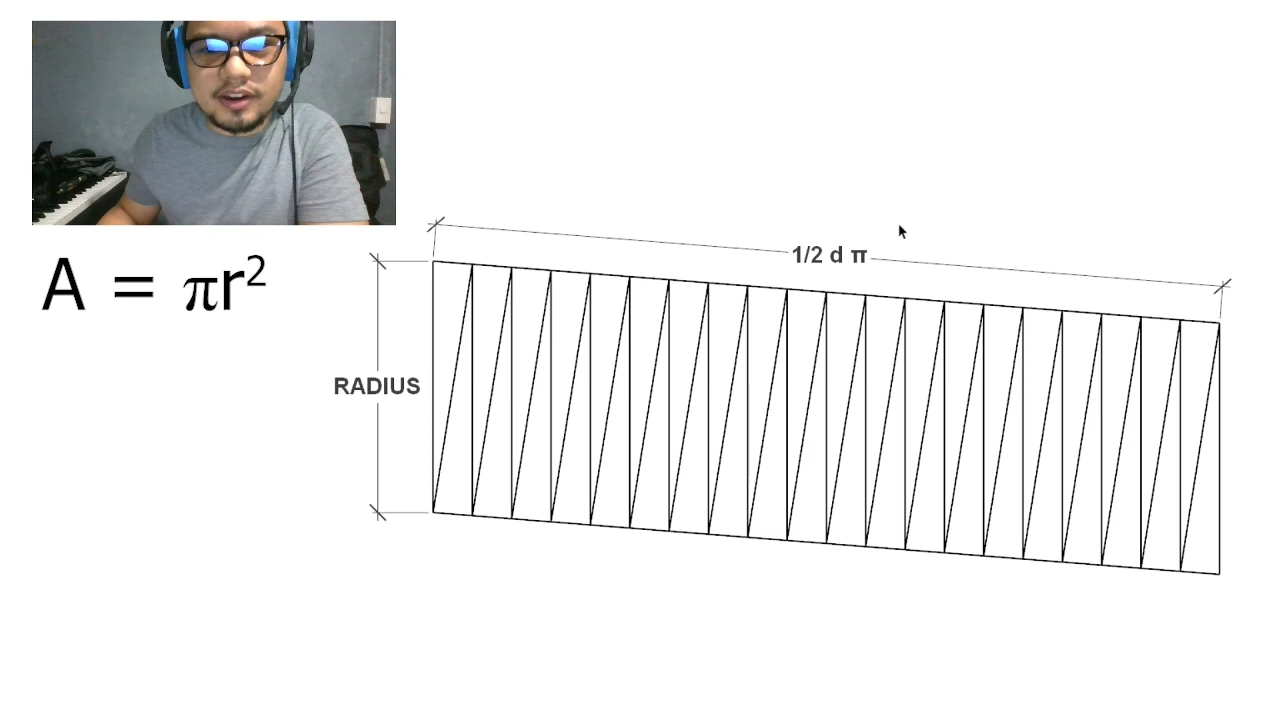 A = πr²
1/2 d π
RADIUS